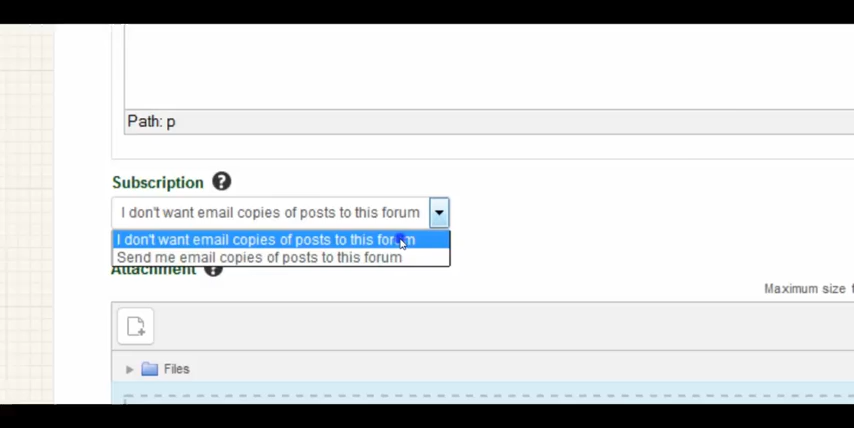 Path: p
Subscription
I don't want email copies of posts to this forum
I don't want email copies of posts to this forum
Send me email copies of posts to this forum
Attachment
Maximum size f
Files